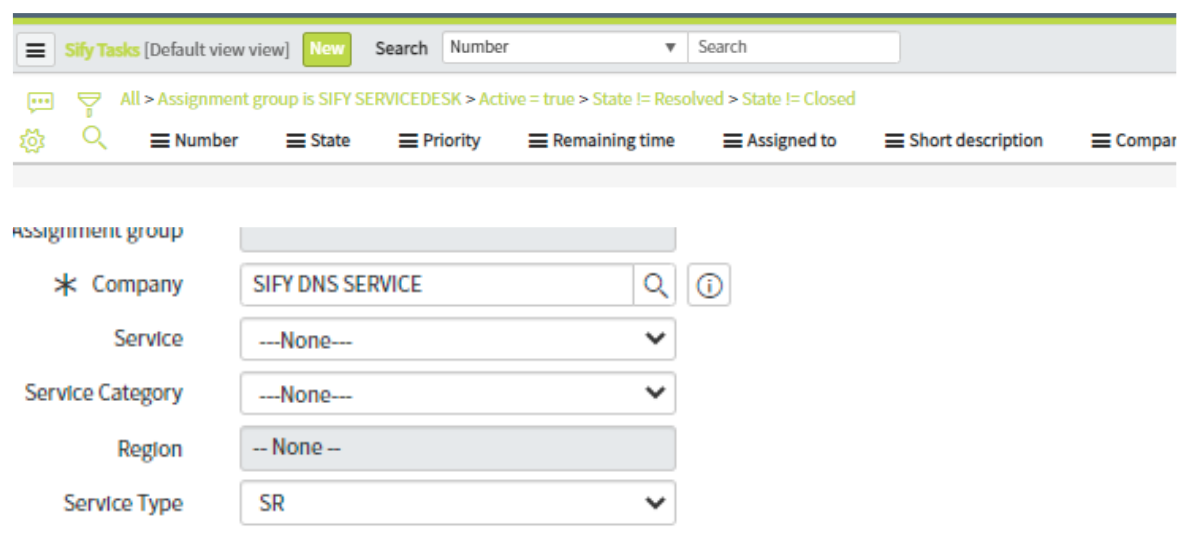 Sify Tasks [Default view view] New Search Number Search
All > Assignment group is SIFY SERVICEDESK > Active = true > State != Resolved > State != Closed
Number State Priority Remaining time Assigned to Short description Compar
Assignment group
* Company SIFY DNS SERVICE
Service ---None---
Service Category ---None---
Region -- None --
Service Type SR